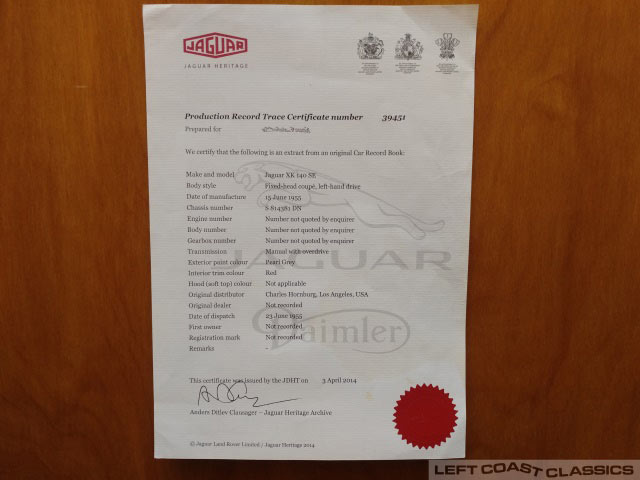 JAGUAR
JAGUAR HERITAGE
Production Record Trace Certificate number 39451
Prepared for
We certify that the following is an extract from an original Car Record Book:
Make and model Jaguar XK 140 SE
Body style Fixed-head coupé, left-hand drive
Date of manufacture 15 June 1955
Chassis number S 814381 DN
Engine number Number not quoted by enquirer
Body number Number not quoted by enquirer
Gearbox number Number not quoted by enquirer
Transmission Manual with overdrive
Exterior paint colour Pearl Grey
Interior trim colour Red
Hood (soft top) colour Not applicable
Original distributor Charles Hornburg, Los Angeles, USA
Original dealer Not recorded
Date of dispatch 23 June 1955
First owner Not recorded
Registration mark Not recorded
Remarks -
JAGUAR
Daimler
This certificate was issued by the JDHT on 3 April 2014
Anders Ditlev Clausager – Jaguar Heritage Archive
© Jaguar Land Rover Limited / Jaguar Heritage 2014
LEFT COAST CLASSICS